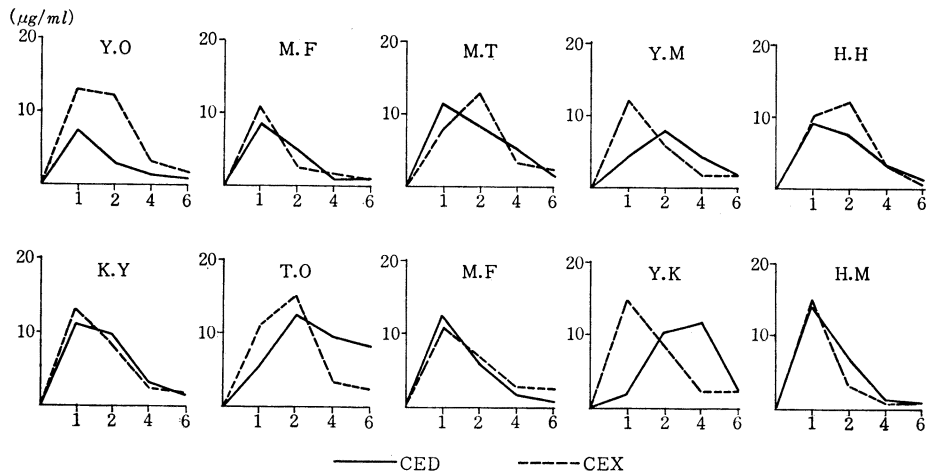 (μg/ml)
Y.O M.F M.T Y.M H.H
20 20 20 20 20
10 10 10 10 10
1 2 4 6 1 2 4 6 1 2 4 6 1 2 4 6 1 2 4 6
K.Y T.O M.F Y.K H.M
20 20 20 20 20
10 10 10 10 10
1 2 4 6 1 2 4 6 1 2 4 6 1 2 4 6 1 2 4 6
CED CEX